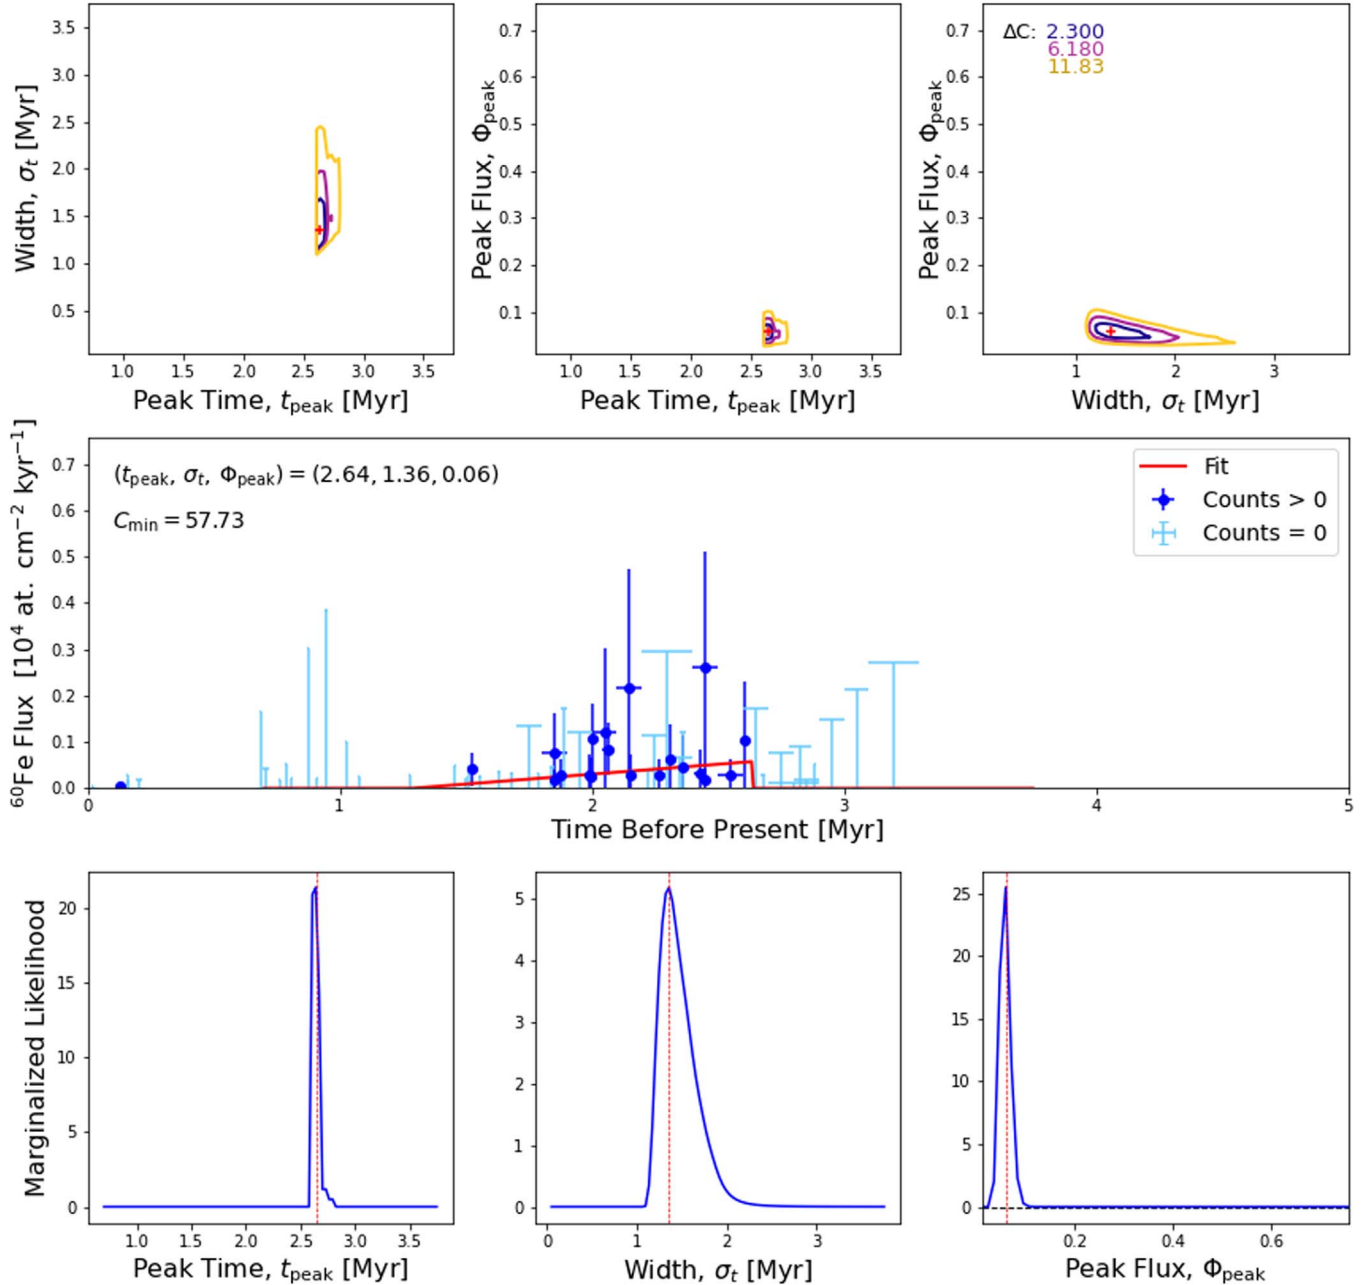 3.5
3.0
2.5
2.0
1.5
1.0
0.5
Width, σt [Myr]
1.0 1.5 2.0 2.5 3.0 3.5
Peak Time, tpeak [Myr]
0.7
0.6
0.5
0.4
0.3
0.2
0.1
Peak Flux, Φpeak
1.0 1.5 2.0 2.5 3.0 3.5
Peak Time, tpeak [Myr]
ΔC: 2.300
6.180
11.83
0.7
0.6
0.5
0.4
0.3
0.2
0.1
Peak Flux, Φpeak
1 2 3
Width, σt [Myr]
⁶⁰Fe Flux [10⁴ at. cm⁻² kyr⁻¹]
0.7
0.6
0.5
0.4
0.3
0.2
0.1
0.0
(tpeak, σt, Φpeak) = (2.64, 1.36, 0.06)
Cmin = 57.73
Fit
Counts > 0
Counts = 0
0 1 2 3 4 5
Time Before Present [Myr]
Marginalized Likelihood
20
15
10
5
0
1.0 1.5 2.0 2.5 3.0 3.5
Peak Time, tpeak [Myr]
5
4
3
2
1
0
0 1 2 3
Width, σt [Myr]
25
20
15
10
5
0
0.2 0.4 0.6
Peak Flux, Φpeak